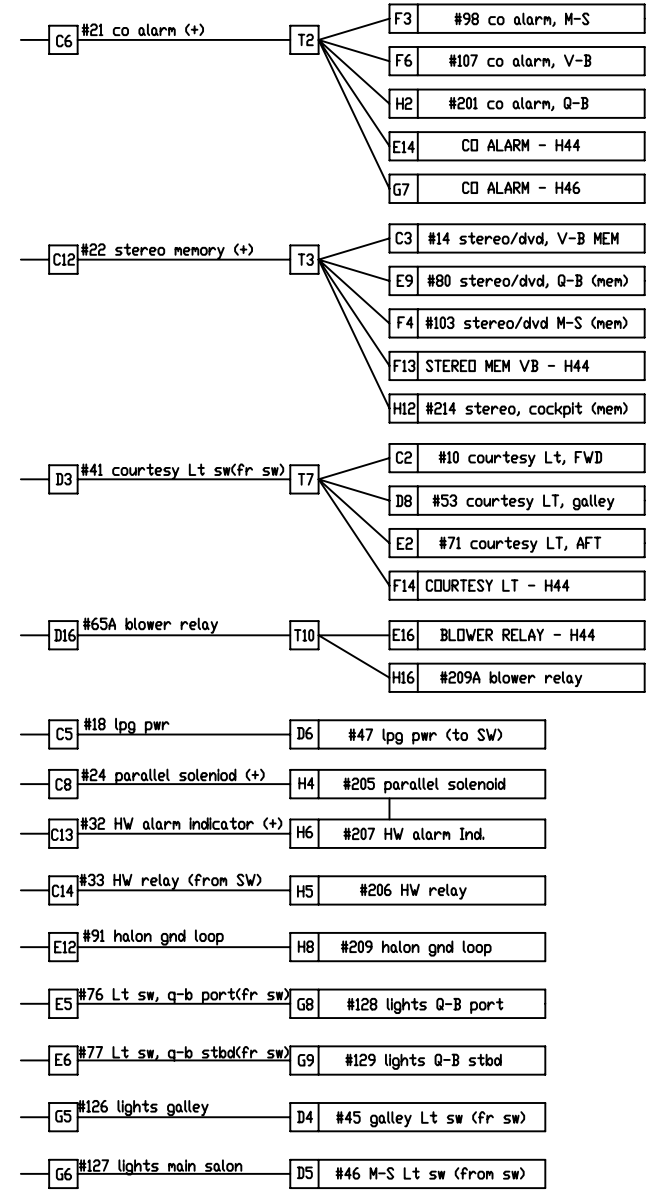 C6 #21 co alarm (+) T2
F3 #98 co alarm, M-S
F6 #107 co alarm, V-B
H2 #201 co alarm, Q-B
E14 CO ALARM - H44
G7 CO ALARM - H46
C12 #22 stereo memory (+) T3
C3 #14 stereo/dvd, V-B MEM
E9 #80 stereo/dvd, Q-B (mem)
F4 #103 stereo/dvd M-S (mem)
F13 STEREO MEM VB - H44
H12 #214 stereo, cockpit (mem)
D3 #41 courtesy Lt sw(fr sw) T7
C2 #10 courtesy Lt, FWD
D8 #53 courtesy LT, galley
E2 #71 courtesy LT, AFT
F14 COURTESY LT - H44
D16 #65A blower relay T10
E16 BLOWER RELAY - H44
H16 #209A blower relay
C5 #18 lpg pwr D6 #47 lpg pwr (to SW)
C8 #24 parallel soleniod (+) H4 #205 parallel solenoid
C13 #32 HW alarm indicator (+) H6 #207 HW alarm Ind.
C14 #33 HW relay (from SW) H5 #206 HW relay
E12 #91 halon gnd loop H8 #209 halon gnd loop
E5 #76 Lt sw, q-b port(fr sw) G8 #128 lights Q-B port
E6 #77 Lt sw, q-b stbd(fr sw) G9 #129 lights Q-B stbd
G5 #126 lights galley D4 #45 galley Lt sw (fr sw)
G6 #127 lights main salon D5 #46 M-S Lt sw (from sw)